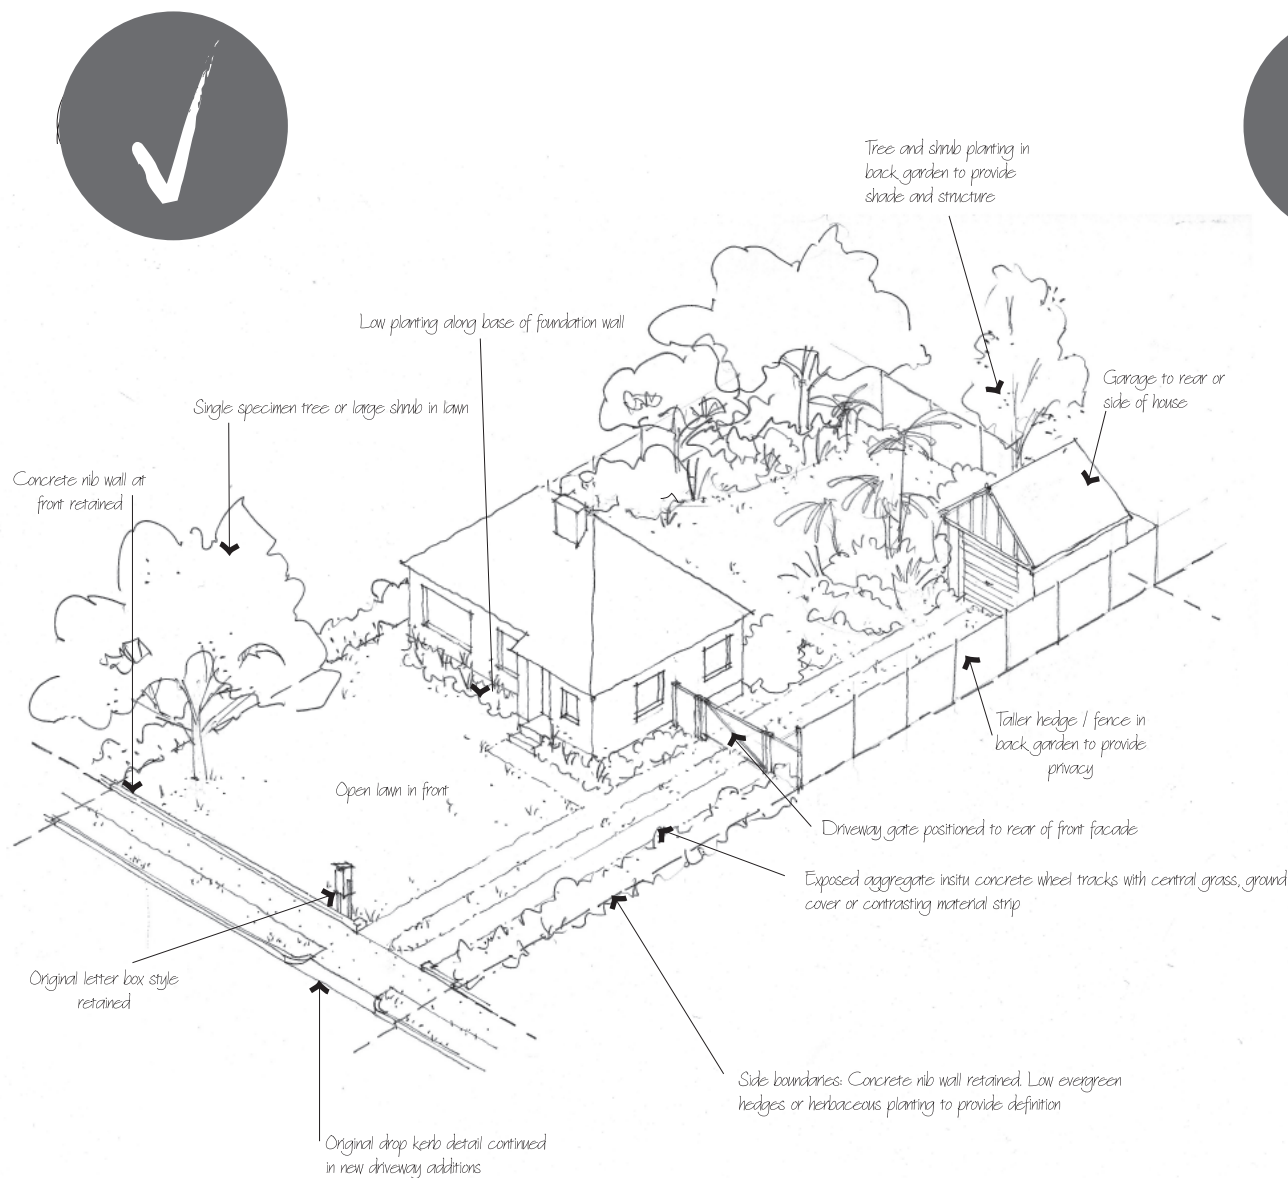 Tree and shrub planting in
back garden to provide
shade and structure
Low planting along base of foundation wall
Garage to rear or
side of house
Single specimen tree or large shrub in lawn
Concrete nib wall at
front retained
Taller hedge / fence in
back garden to provide
privacy
Open lawn in front
Driveway gate positioned to rear of front facade
Exposed aggregate insitu concrete wheel tracks with central grass, ground
cover or contrasting material strip
Original letter box style
retained
Side boundaries: Concrete nib wall retained. Low evergreen
hedges or herbaceous planting to provide definition
Original drop kerb detail continued
in new driveway additions